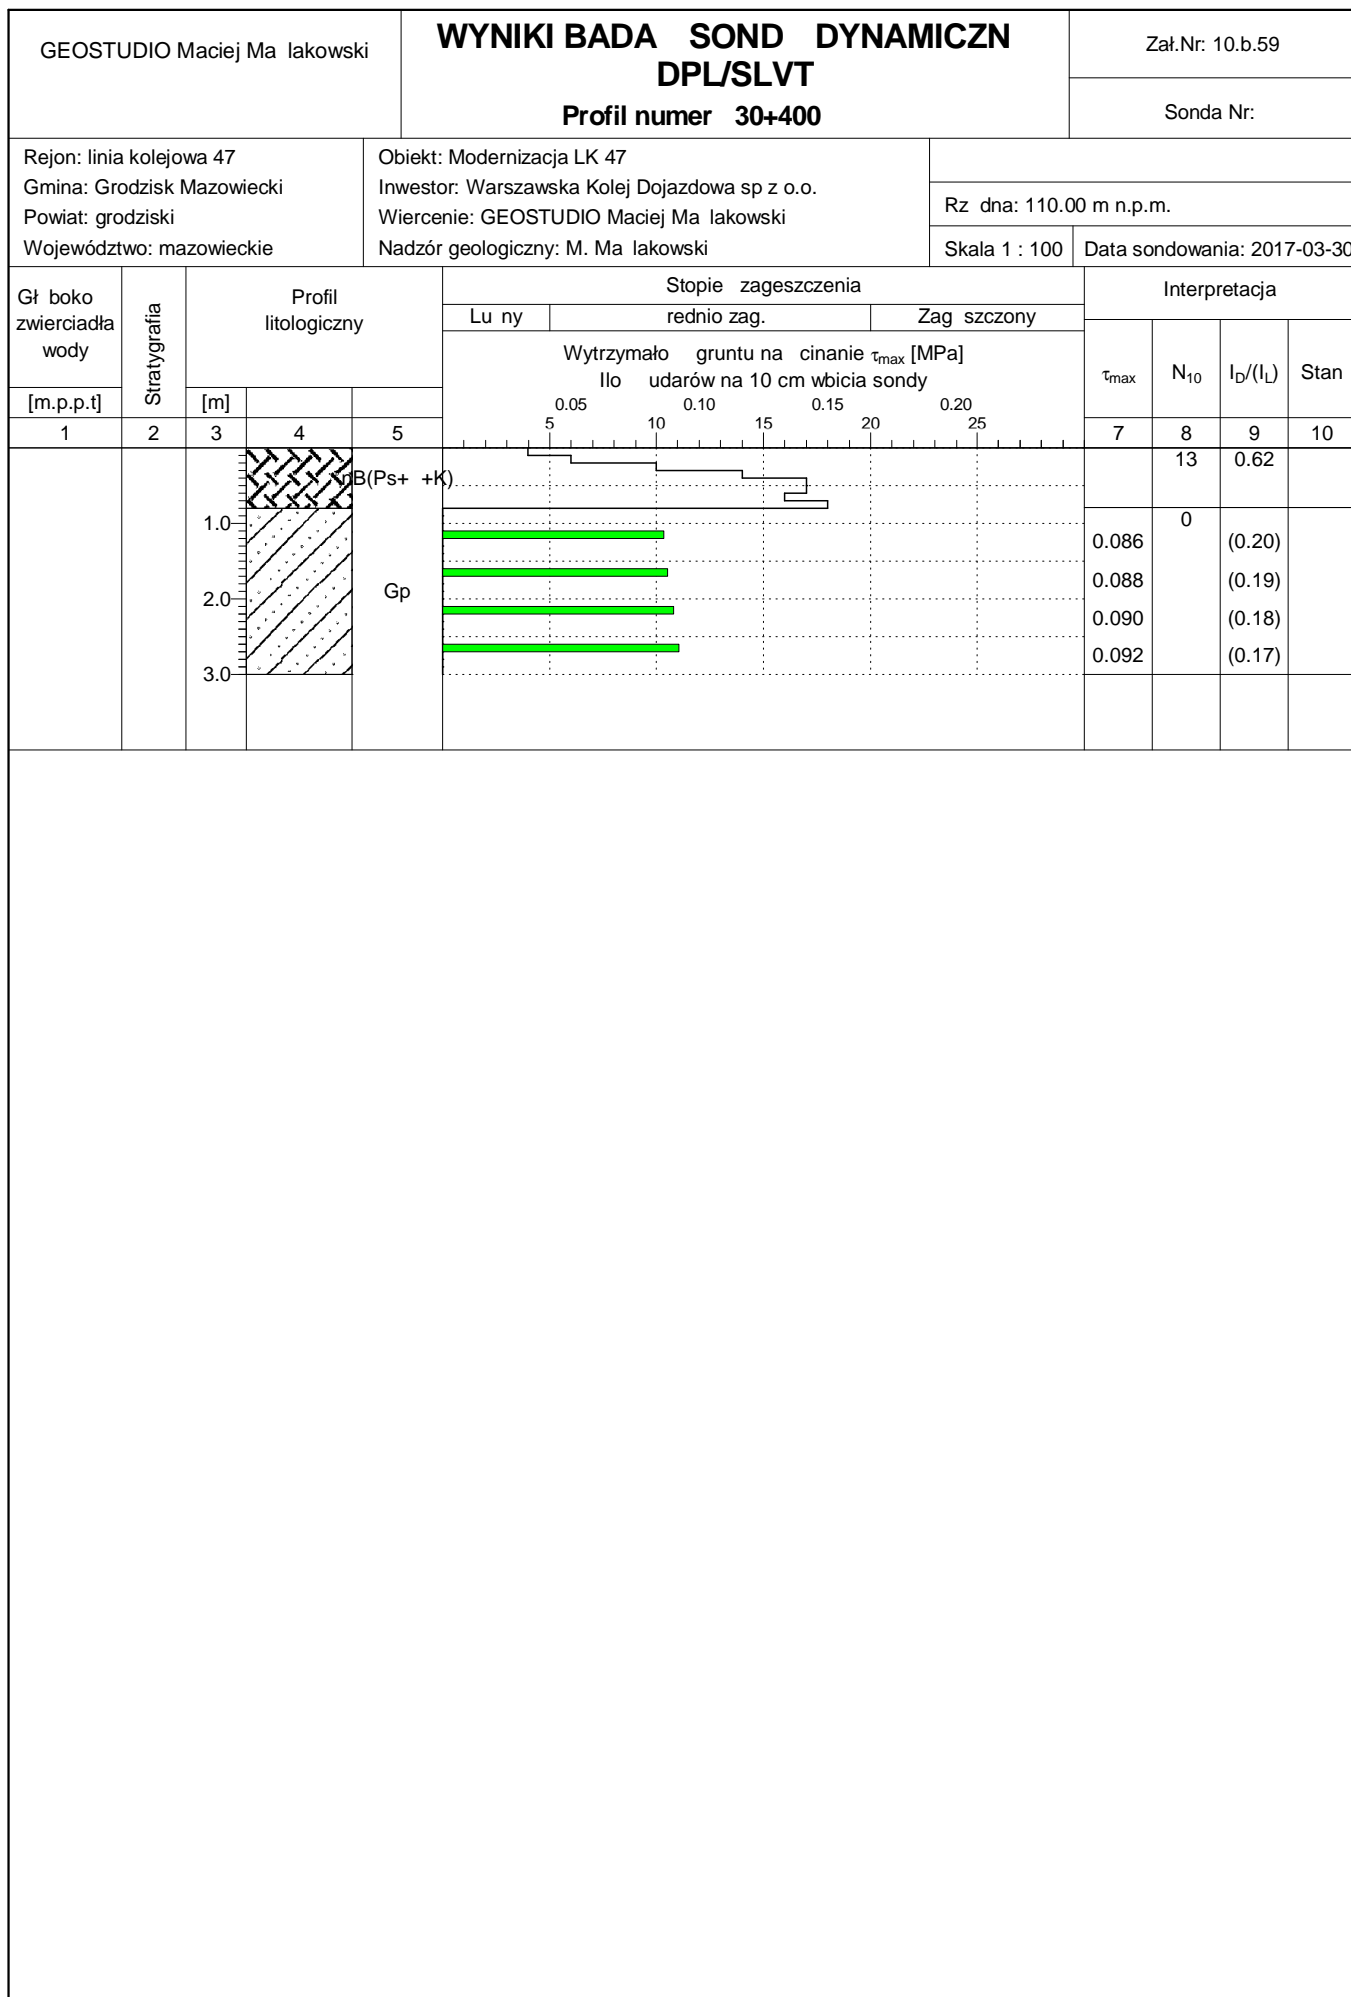 GEOSTUDIO Maciej Ma lakowski
WYNIKI BADA SOND DYNAMICZN
DPL/SLVT
Profil numer 30+400
Zał.Nr: 10.b.59
Sonda Nr:
Rejon: linia kolejowa 47
Gmina: Grodzisk Mazowiecki
Powiat: grodziski
Województwo: mazowieckie
Obiekt: Modernizacja LK 47
Inwestor: Warszawska Kolej Dojazdowa sp z o.o.
Wiercenie: GEOSTUDIO Maciej Ma lakowski
Nadzór geologiczny: M. Ma lakowski
Rz dna: 110.00 m n.p.m.
Skala 1 : 100
Data sondowania: 2017-03-30
Gł boko
zwierciadła
wody
[m.p.p.t]
Stratygrafia
Profil
litologiczny
[m]
Stopie zageszczenia
Lu ny rednio zag. Zag szczony
Wytrzymało gruntu na cinanie τmax [MPa]
Ilo udarów na 10 cm wbicia sondy
0.05 0.10 0.15 0.20
5 10 15 20 25
Interpretacja
τmax N10 ID/(IL) Stan
1 2 3 4 5 7 8 9 10
nB(Ps+ +K)
13 0.62
1.0
0
0.086 (0.20)
0.088 (0.19)
Gp
2.0
0.090 (0.18)
0.092 (0.17)
3.0